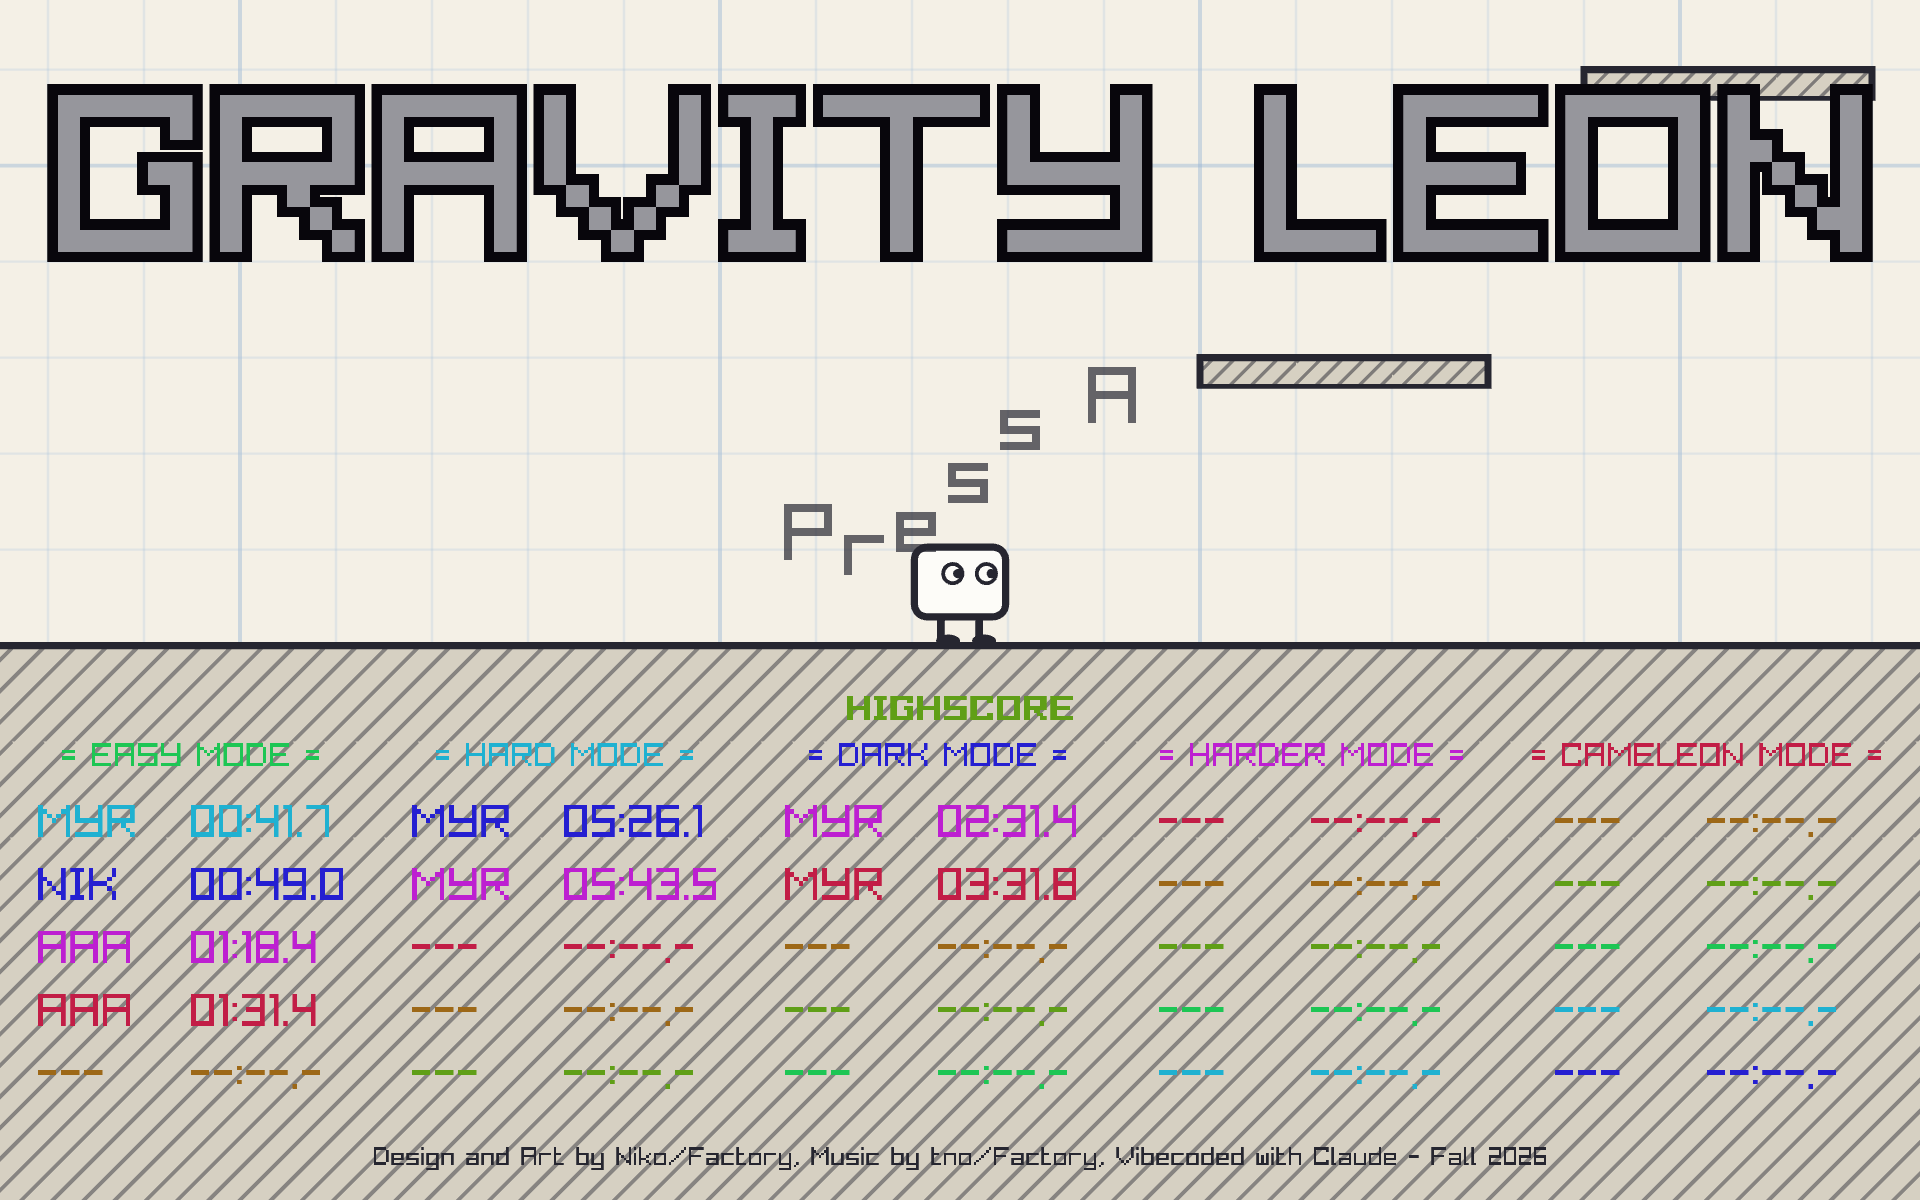 GRAVITY LEON
Press A
HIGHSCORE
= EASY MODE = = HARD MODE = = DARK MODE = = HARDER MODE = = CAMELEON MODE =
MYR 00:41.7 MYR 05:26.1 MYR 02:31.4 --- --:--.- --- --:--.-
NIK 00:49.0 MYR 05:43.5 MYR 03:31.8 --- --:--.- --- --:--.-
AAA 01:18.4 --- --:--.- --- --:--.- --- --:--.- --- --:--.-
AAA 01:31.4 --- --:--.- --- --:--.- --- --:--.- --- --:--.-
--- --:--.- --- --:--.- --- --:--.- --- --:--.- --- --:--.-
Design and Art by Niko/Factory, Music by tno/Factory, Vibecoded with Claude - Fall 2026